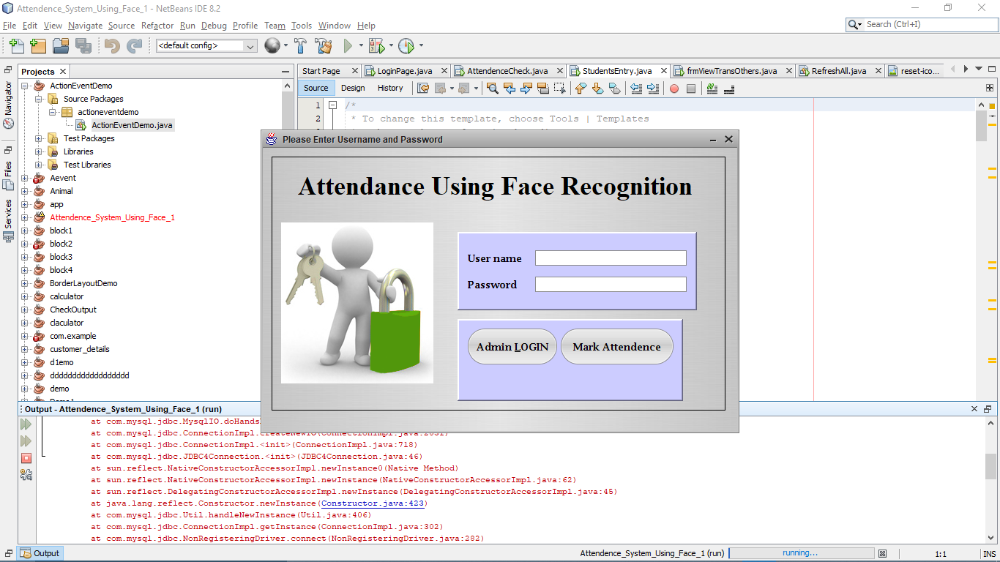 Attendence_System_Using_Face_1 - NetBeans IDE 8.2
File Edit View Navigate Source Refactor Run Debug Profile Team Tools Window Help
Search (Ctrl+I)
<default config>
Projects
Start Page LoginPage.java AttendenceCheck.java StudentsEntry.java frmViewTransOthers.java RefreshAll.java reset-ico...
Source Design History
Navigator
Files
Services
ActionEventDemo
Source Packages
actioneventdemo
ActionEventDemo.java
Test Packages
Libraries
Test Libraries
Aevent
Animal
app
Attendence_System_Using_Face_1
block1
block2
block3
block4
BorderLayoutDemo
calculator
CheckOutput
claculator
com.example
customer_details
d1emo
dddddddddddddddddd
demo
1 /*
2 * To change this template, choose Tools | Templates
Please Enter Username and Password
Attendance Using Face Recognition
User name
Password
Admin LOGIN Mark Attendence
Output - Attendence_System_Using_Face_1 (run)
at com.mysql.jdbc.MysqlIO.doHands
at com.mysql.jdbc.ConnectionImpl.createNewIO(ConnectionImpl.java:2031)
at com.mysql.jdbc.ConnectionImpl.<init>(ConnectionImpl.java:718)
at com.mysql.jdbc.JDBC4Connection.<init>(JDBC4Connection.java:46)
at sun.reflect.NativeConstructorAccessorImpl.newInstance0(Native Method)
at sun.reflect.NativeConstructorAccessorImpl.newInstance(NativeConstructorAccessorImpl.java:62)
at sun.reflect.DelegatingConstructorAccessorImpl.newInstance(DelegatingConstructorAccessorImpl.java:45)
at java.lang.reflect.Constructor.newInstance(Constructor.java:423)
at com.mysql.jdbc.Util.handleNewInstance(Util.java:406)
at com.mysql.jdbc.ConnectionImpl.getInstance(ConnectionImpl.java:302)
at com.mysql.jdbc.NonRegisteringDriver.connect(NonRegisteringDriver.java:282)
Output
Attendence_System_Using_Face_1 (run) running... 1:1 INS